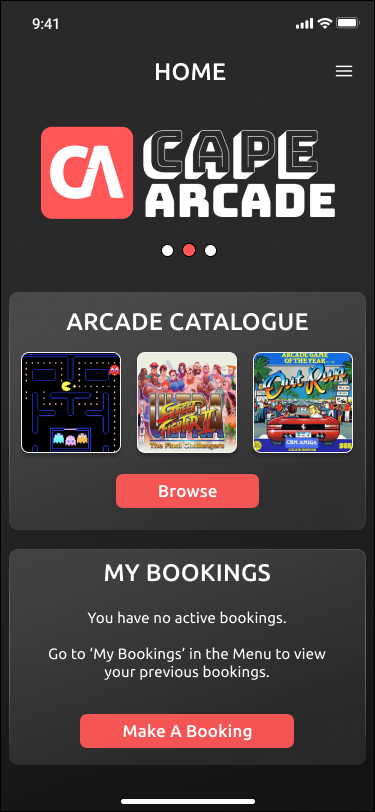 9:41
HOME
CA CAPE
ARCADE
ARCADE CATALOGUE
ULTRA
STREET
FIGHTER II
The Final Challengers
ARCADE GAME
OF THE YEAR...
Out Run
CBM AMIGA
SEGA
Browse
MY BOOKINGS
You have no active bookings.
Go to ‘My Bookings’ in the Menu to view
your previous bookings.
Make A Booking